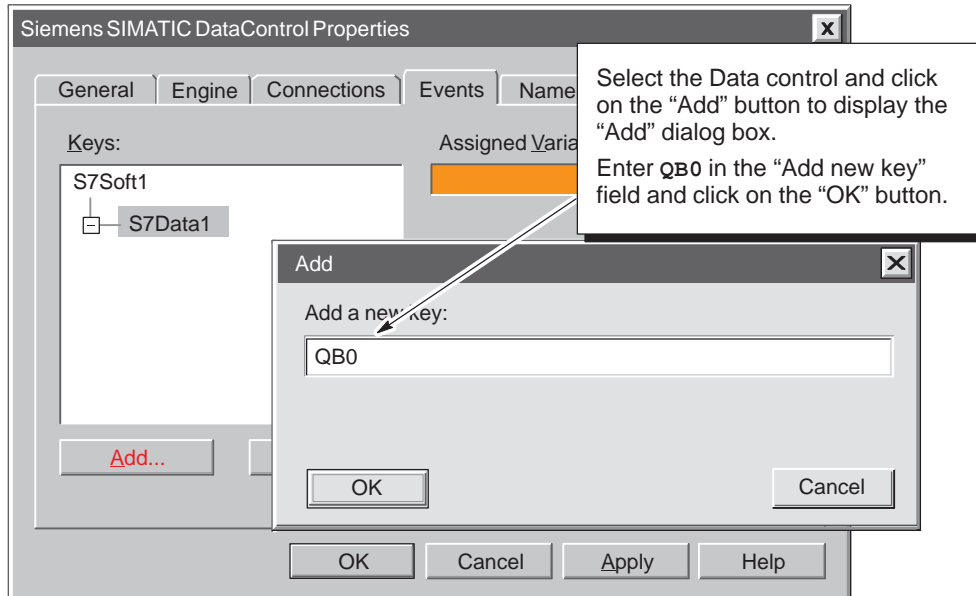 Siemens SIMATIC DataControl Properties
x
General
Engine
Connections
Events
Name
Select the Data control and click
on the “Add” button to display the
“Add” dialog box.
Enter QB0 in the “Add new key”
field and click on the “OK” button.
Keys:
Assigned Varia
S7Soft1
S7Data1
Add
Add a new key:
QB0
OK
Cancel
Add...
OK
Cancel
Apply
Help